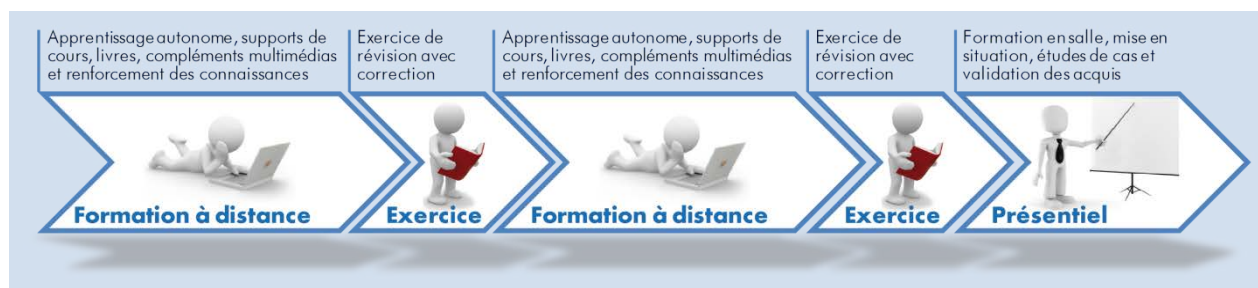 Apprentissage autonome, supports de
cours, livres, compléments multimédias
et renforcement des connaissances
Formation à distance
Exercice de
révision avec
correction
Exercice
Apprentissage autonome, supports de
cours, livres, compléments multimédias
et renforcement des connaissances
Formation à distance
Exercice de
révision avec
correction
Exercice
Formation en salle, mise en
situation, études de cas et
validation des acquis
Présentiel